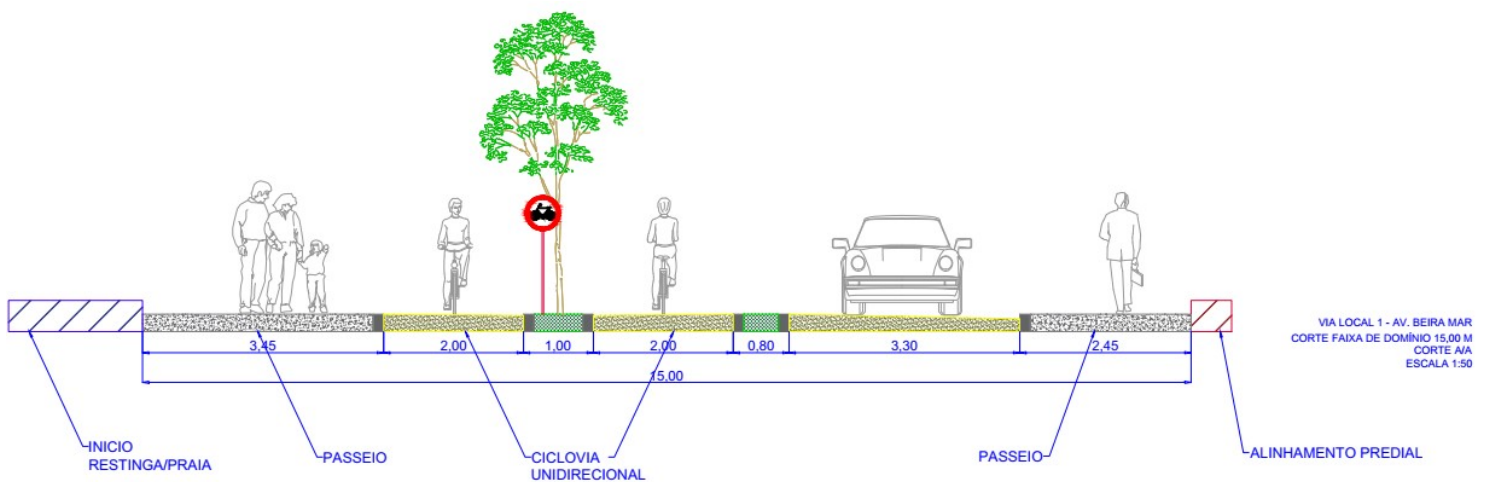 VIA LOCAL 1 - AV. BEIRA MAR
CORTE FAIXA DE DOMÍNIO 15,00 M
CORTE A/A
ESCALA 1:50
3,45
2,00
1,00
2,00
0,80
3,30
2,45
15,00
INICIO
RESTINGA/PRAIA
PASSEIO
CICLOVIA
UNIDIRECIONAL
PASSEIO
ALINHAMENTO PREDIAL